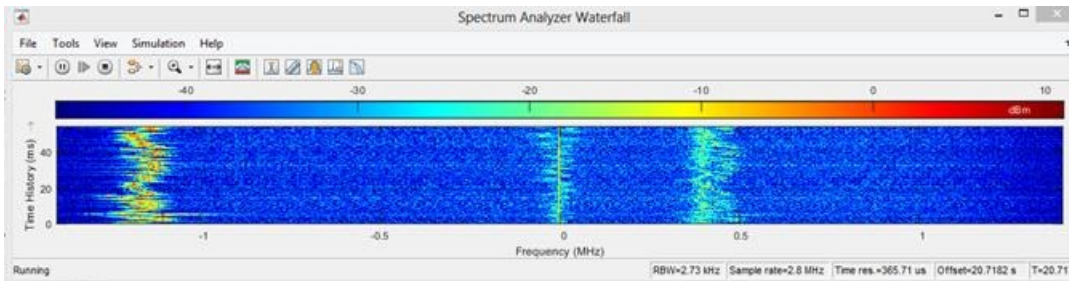 Spectrum Analyzer Waterfall
File Tools View Simulation Help
-40 -30 -20 -10 0 10
dBm
Time History (ms)
40
20
0
-1 -0.5 0 0.5 1
Frequency (MHz)
Running RBW=2.73 kHz Sample rate=2.8 MHz Time res.=365.71 us Offset=20.7182 s T=20.71